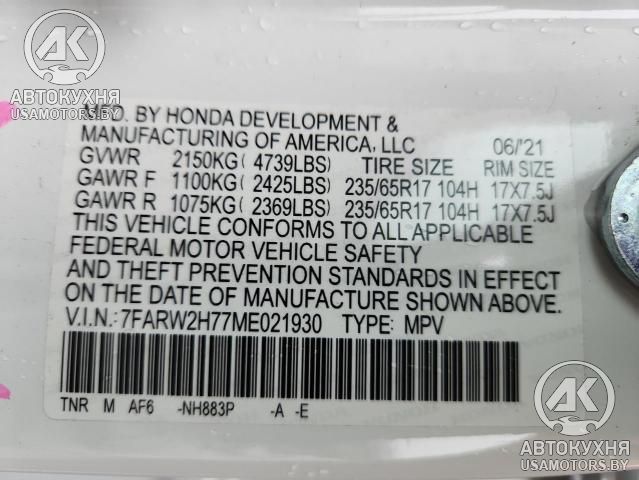 АК
АВТОКУХНЯ
USAMOTORS.BY
MFD. BY HONDA DEVELOPMENT &
MANUFACTURING OF AMERICA, LLC 06/'21
GVWR 2150KG( 4739LBS) TIRE SIZE RIM SIZE
GAWR F 1100KG( 2425LBS) 235/65R17 104H 17X7.5J
GAWR R 1075KG( 2369LBS) 235/65R17 104H 17X7.5J
THIS VEHICLE CONFORMS TO ALL APPLICABLE
FEDERAL MOTOR VEHICLE SAFETY
AND THEFT PREVENTION STANDARDS IN EFFECT
ON THE DATE OF MANUFACTURE SHOWN ABOVE.
V.I.N.:7FARW2H77ME021930 TYPE: MPV
TNR M AF6 -NH883P -A -E
АК
АВТОКУХНЯ
USAMOTORS.BY